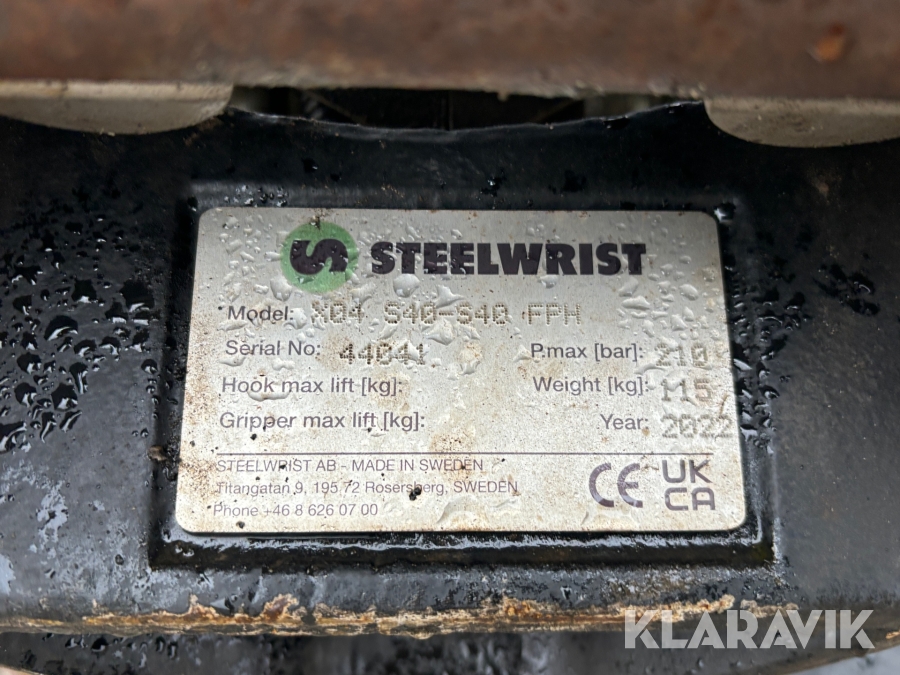 STEELWRIST
Model: X04 S40-S40 FPH
Serial No: 44041 P.max [bar]: 210
Hook max lift [kg]: Weight [kg]:
Gripper max lift [kg]: Year: 2022
STEELWRIST AB - MADE IN SWEDEN
Titangatan 9, 195 72 Rosersberg, SWEDEN
Phone +46 8 626 07 00
CE UK
CA
KLARAVIK